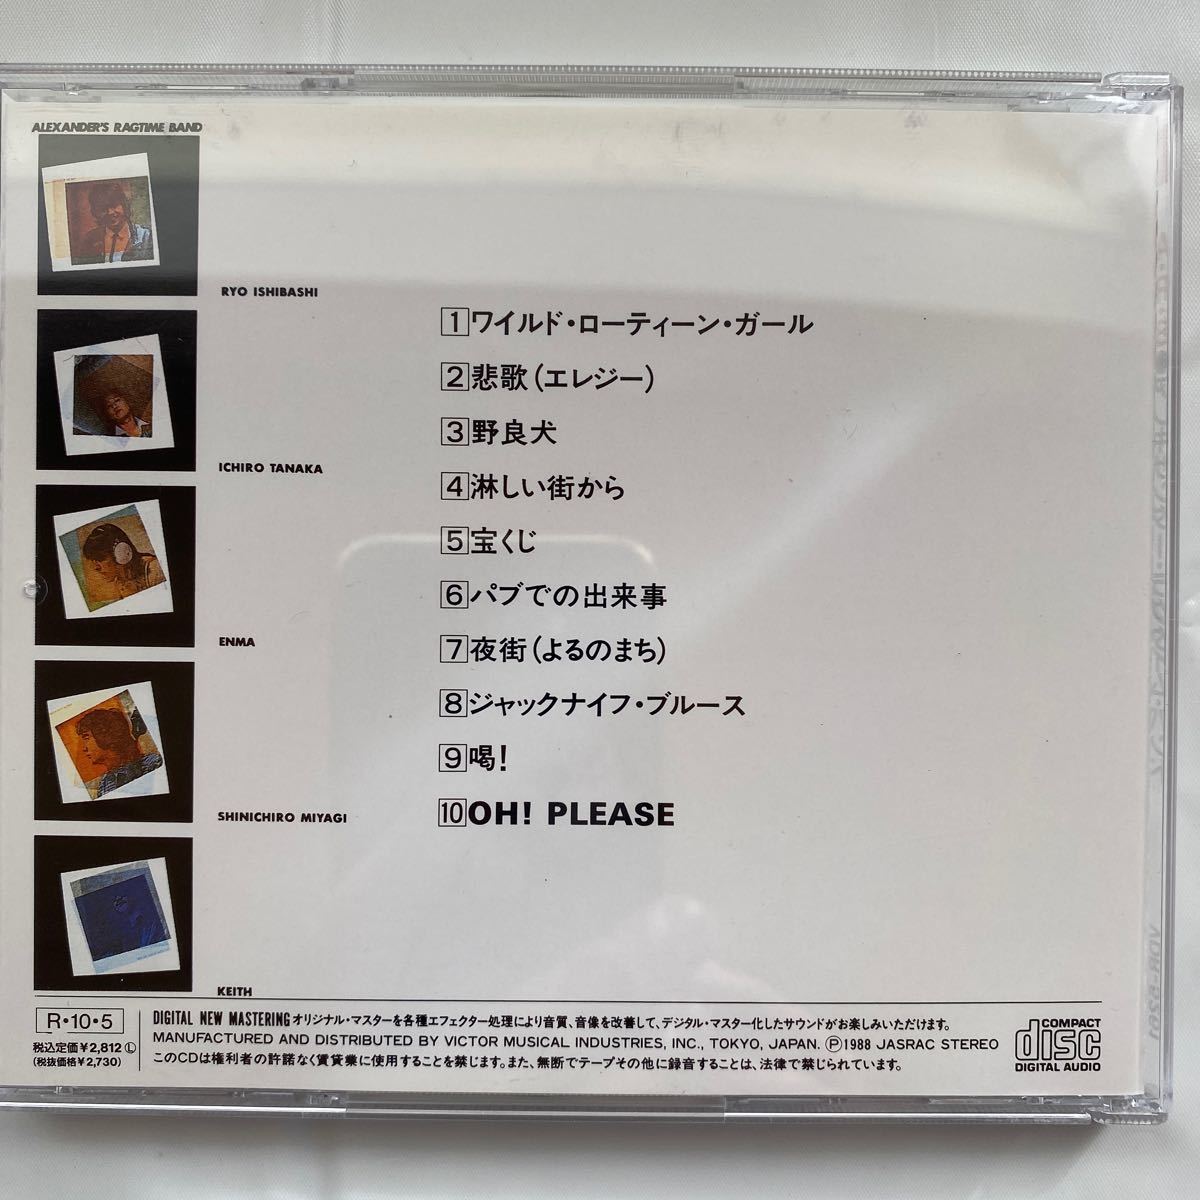 ALEXANDER'S RAGTIME BAND
RYO ISHIBASHI
ICHIRO TANAKA
ENMA
SHINICHIRO MIYAGI
KEITH
1 ワイルド・ローティーン・ガール
2 悲歌(エレジー)
3 野良犬
4 淋しい街から
5 宝くじ
6 パブでの出来事
7 夜街(よるのまち)
8 ジャックナイフ・ブルース
9 喝!
10 OH! PLEASE
R・10・5
税込定価¥2,812 Ⓛ
(税抜価格¥2,730)
DIGITAL NEW MASTERING オリジナル・マスターを各種エフェクター処理により音質、音像を改善して、デジタル・マスター化したサウンドがお楽しみいただけます。
MANUFACTURED AND DISTRIBUTED BY VICTOR MUSICAL INDUSTRIES, INC., TOKYO, JAPAN. Ⓟ1988 JASRAC STEREO
このCDは権利者の許諾なく賃貸業に使用することを禁じます。また、無断でテープその他に録音することは、法律で禁じられています。
COMPACT
disc
DIGITAL AUDIO